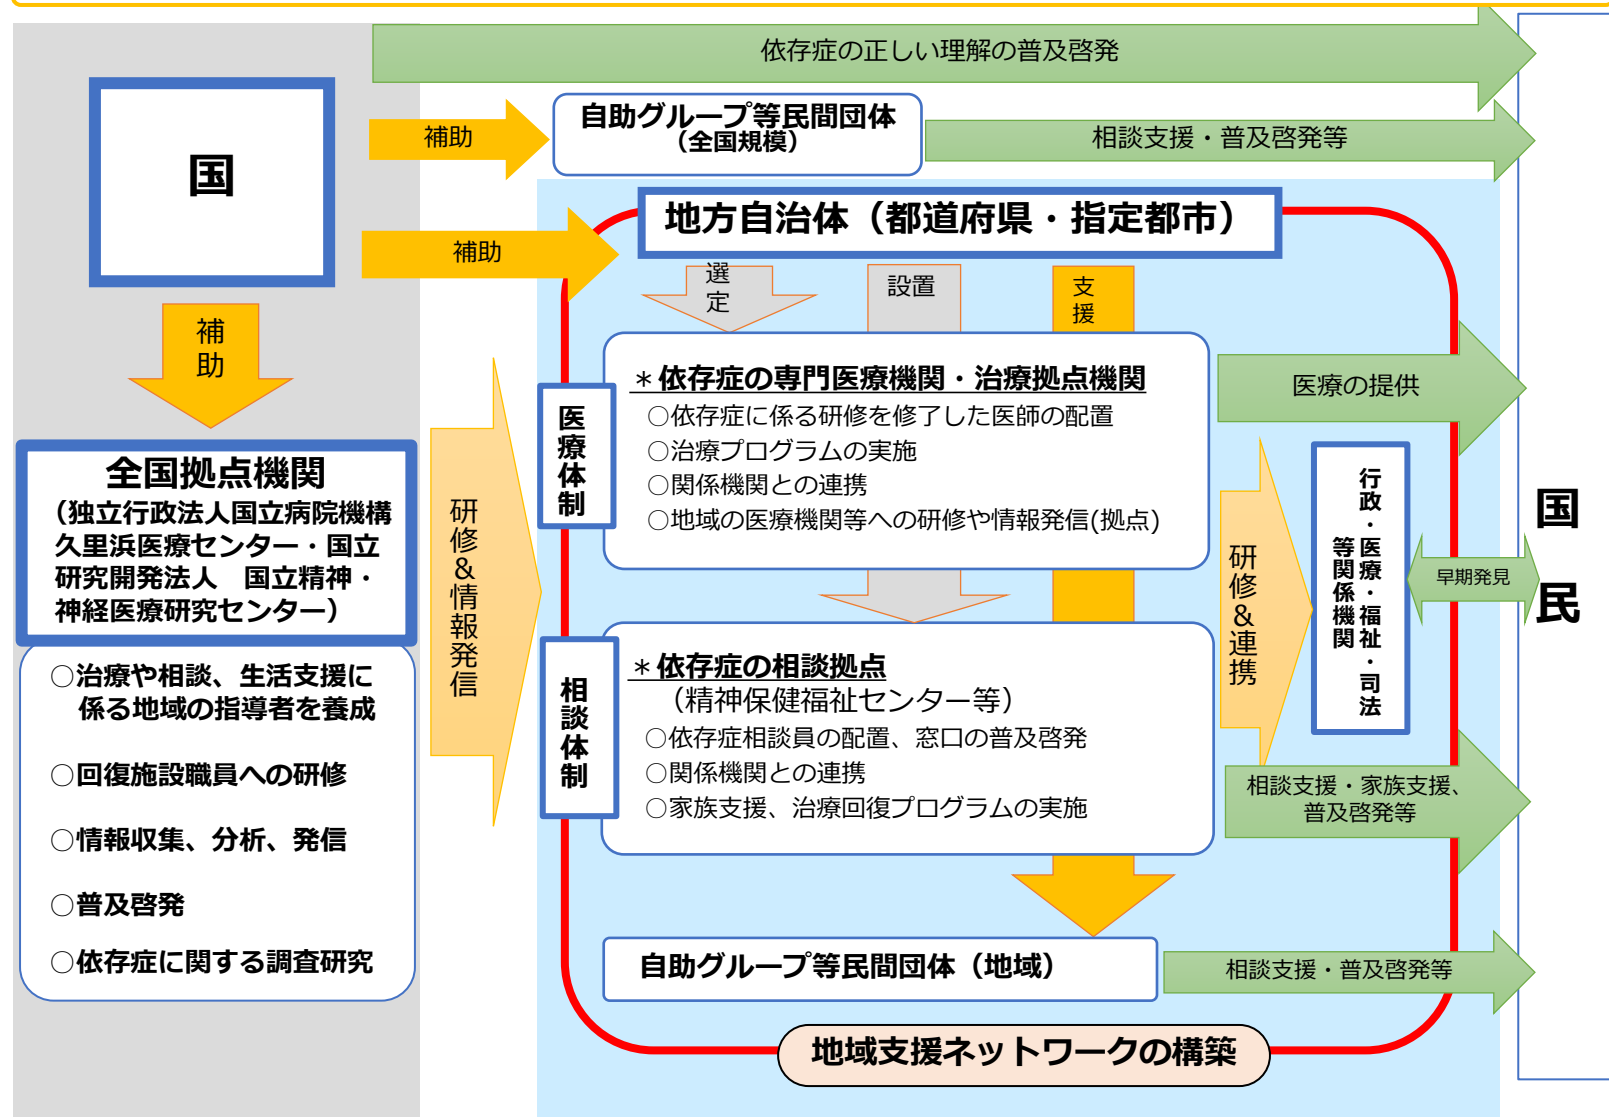 依存症の正しい理解の普及啓発
国
補助
自助グループ等民間団体
（全国規模）
相談支援・普及啓発等
補助
地方自治体（都道府県・指定都市）
選定
設置
支援
補助
医療体制
＊依存症の専門医療機関・治療拠点機関
○依存症に係る研修を修了した医師の配置
○治療プログラムの実施
○関係機関との連携
○地域の医療機関等への研修や情報発信(拠点)
医療の提供
全国拠点機関
（独立行政法人国立病院機構
久里浜医療センター・国立
研究開発法人　国立精神・
神経医療研究センター）
研修＆情報発信
研修＆連携
行政・医療・福祉・司法
等関係機関
早期発見
国民
○治療や相談、生活支援に
係る地域の指導者を養成
○回復施設職員への研修
○情報収集、分析、発信
○普及啓発
○依存症に関する調査研究
相談体制
＊依存症の相談拠点
（精神保健福祉センター等）
○依存症相談員の配置、窓口の普及啓発
○関係機関との連携
○家族支援、治療回復プログラムの実施
相談支援・家族支援、
普及啓発等
自助グループ等民間団体（地域）
相談支援・普及啓発等
地域支援ネットワークの構築